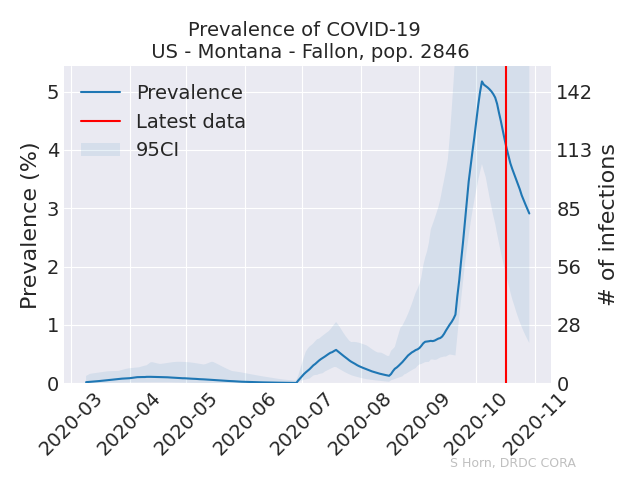 Prevalence of COVID-19
US - Montana - Fallon, pop. 2846
Prevalence
Latest data
95CI
Prevalence (%)
5
4
3
2
1
0
142
113
85
56
28
0
# of infections
2020-03
2020-04
2020-05
2020-06
2020-07
2020-08
2020-09
2020-10
2020-11
S Horn, DRDC CORA